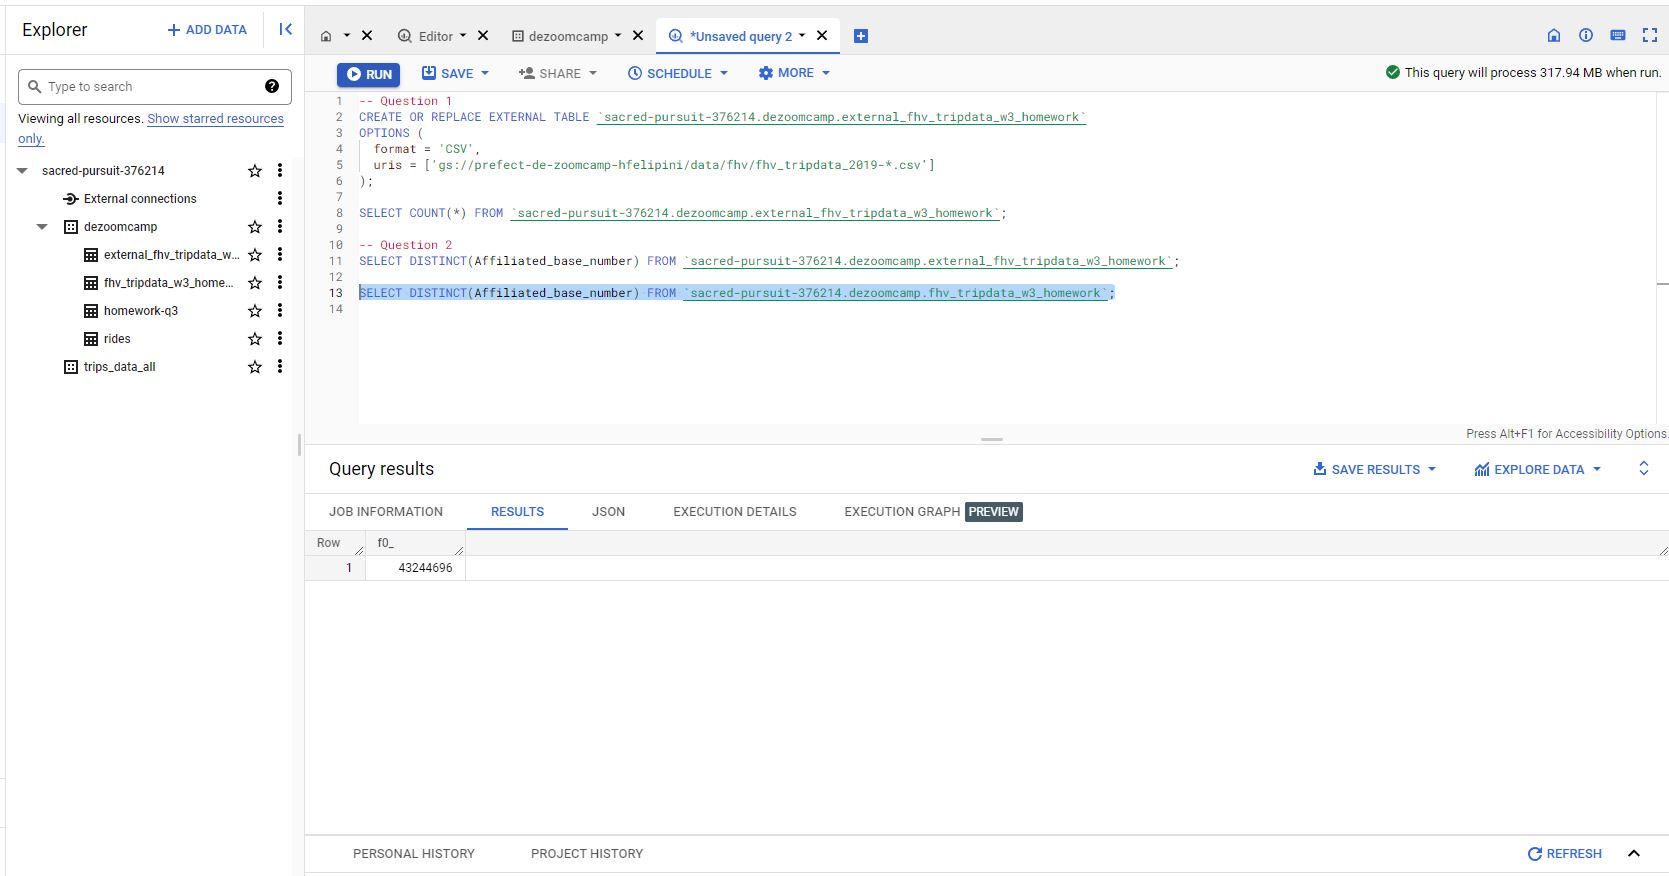 Explorer
+ ADD DATA
Type to search
Viewing all resources. Show starred resources
only.
sacred-pursuit-376214
External connections
dezoomcamp
external_fhv_tripdata_w...
fhv_tripdata_w3_home...
homework-q3
rides
trips_data_all
Editor
dezoomcamp
*Unsaved query 2
RUN
SAVE
SHARE
SCHEDULE
MORE
This query will process 317.94 MB when run.
1 -- Question 1
2 CREATE OR REPLACE EXTERNAL TABLE `sacred-pursuit-376214.dezoomcamp.external_fhv_tripdata_w3_homework`
3 OPTIONS (
4 format = 'CSV',
5 uris = ['gs://prefect-de-zoomcamp-hfelipini/data/fhv/fhv_tripdata_2019-*.csv']
6 );
7
8 SELECT COUNT(*) FROM `sacred-pursuit-376214.dezoomcamp.external_fhv_tripdata_w3_homework`;
9
10 -- Question 2
11 SELECT DISTINCT(Affiliated_base_number) FROM `sacred-pursuit-376214.dezoomcamp.external_fhv_tripdata_w3_homework`;
12
13 SELECT DISTINCT(Affiliated_base_number) FROM `sacred-pursuit-376214.dezoomcamp.fhv_tripdata_w3_homework`;
14
Press Alt+F1 for Accessibility Options.
Query results
SAVE RESULTS
EXPLORE DATA
JOB INFORMATION
RESULTS
JSON
EXECUTION DETAILS
EXECUTION GRAPH PREVIEW
Row f0_
1 43244696
PERSONAL HISTORY
PROJECT HISTORY
REFRESH